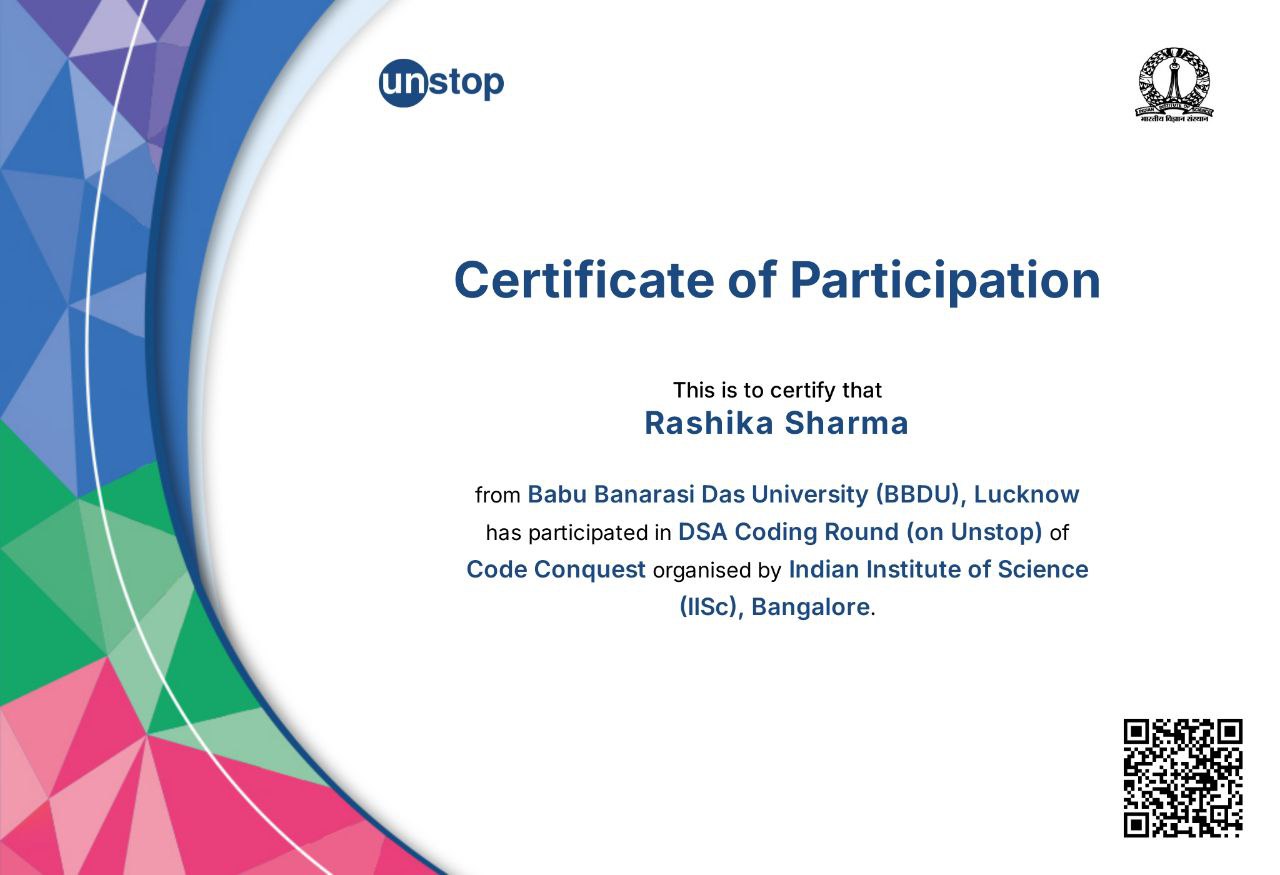 unstop
भारतीय विज्ञान संस्थान
Certificate of Participation
This is to certify that
Rashika Sharma
from Babu Banarasi Das University (BBDU), Lucknow
has participated in DSA Coding Round (on Unstop) of
Code Conquest organised by Indian Institute of Science
(IISc), Bangalore.